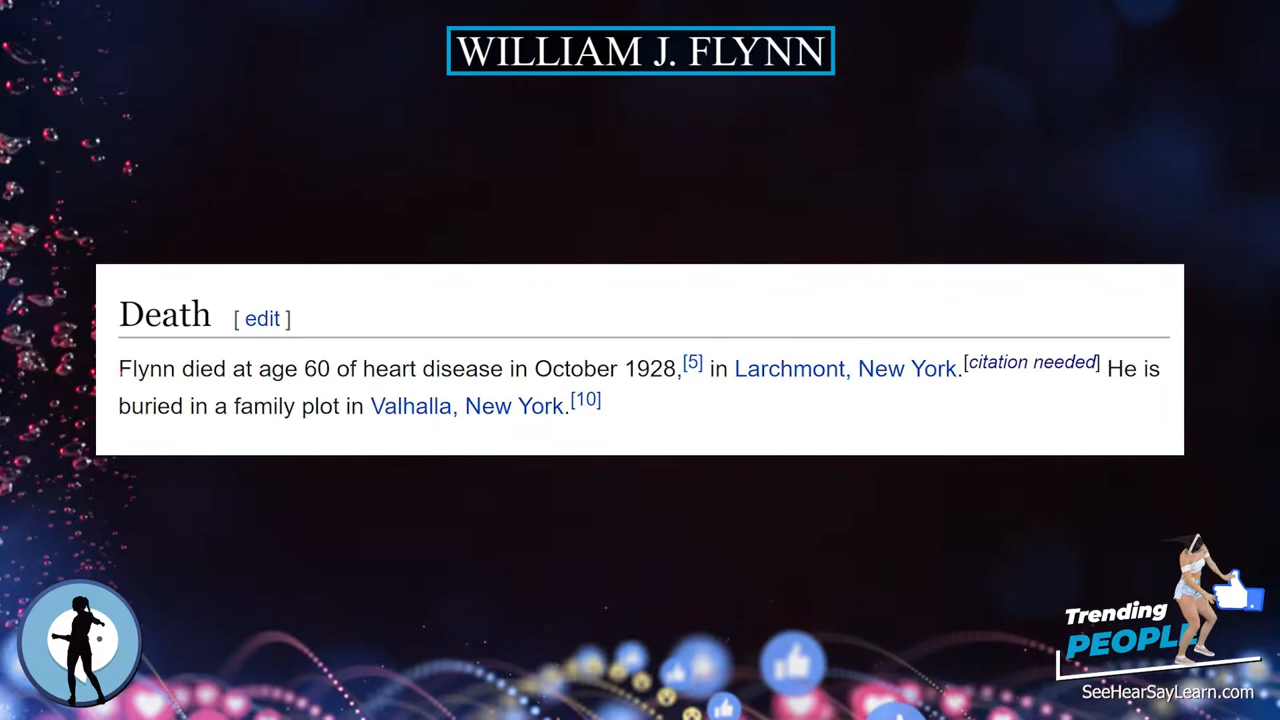 WILLIAM J. FLYNN
Death [ edit ]
Flynn died at age 60 of heart disease in October 1928,[5] in Larchmont, New York.[citation needed] He is
buried in a family plot in Valhalla, New York.[10]
Trending
PEOPLE
SeeHearSayLearn.com